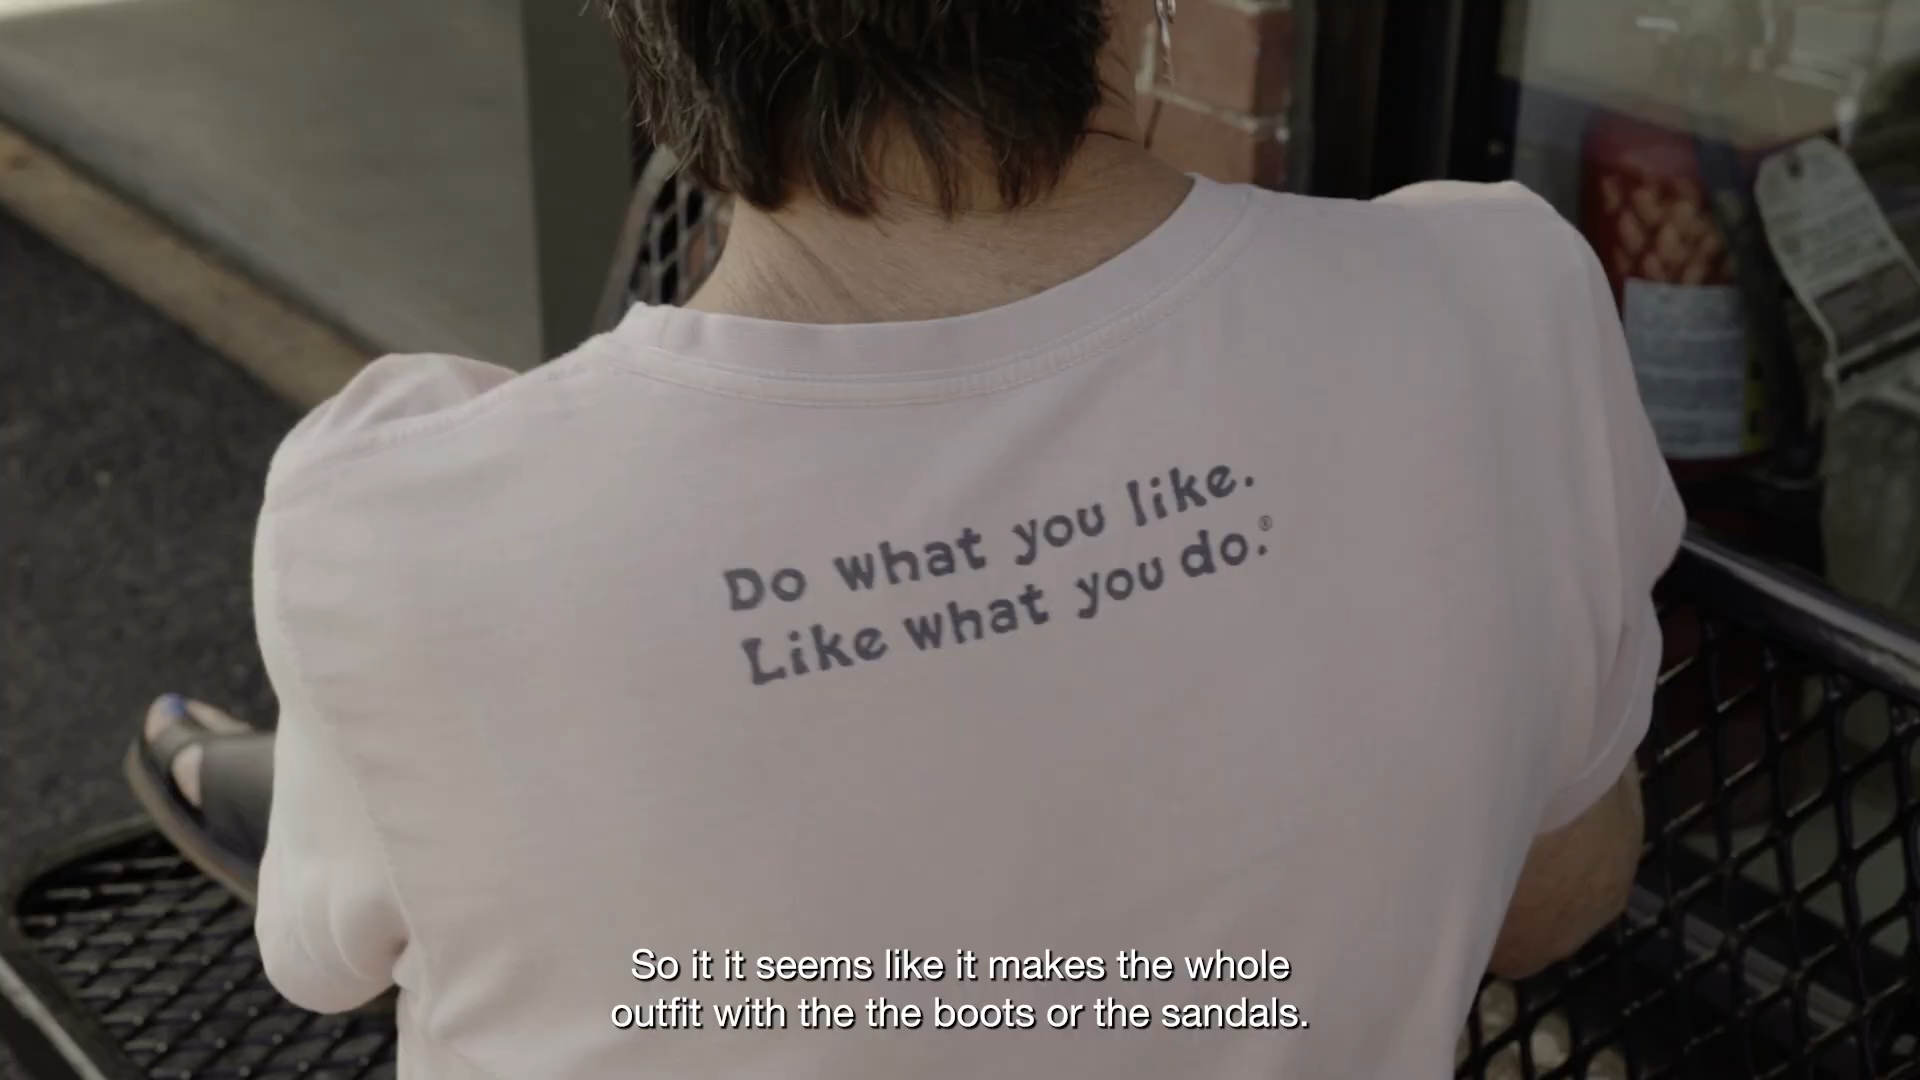 Do what you like.
Like what you do.®
So it it seems like it makes the whole
outfit with the the boots or the sandals.